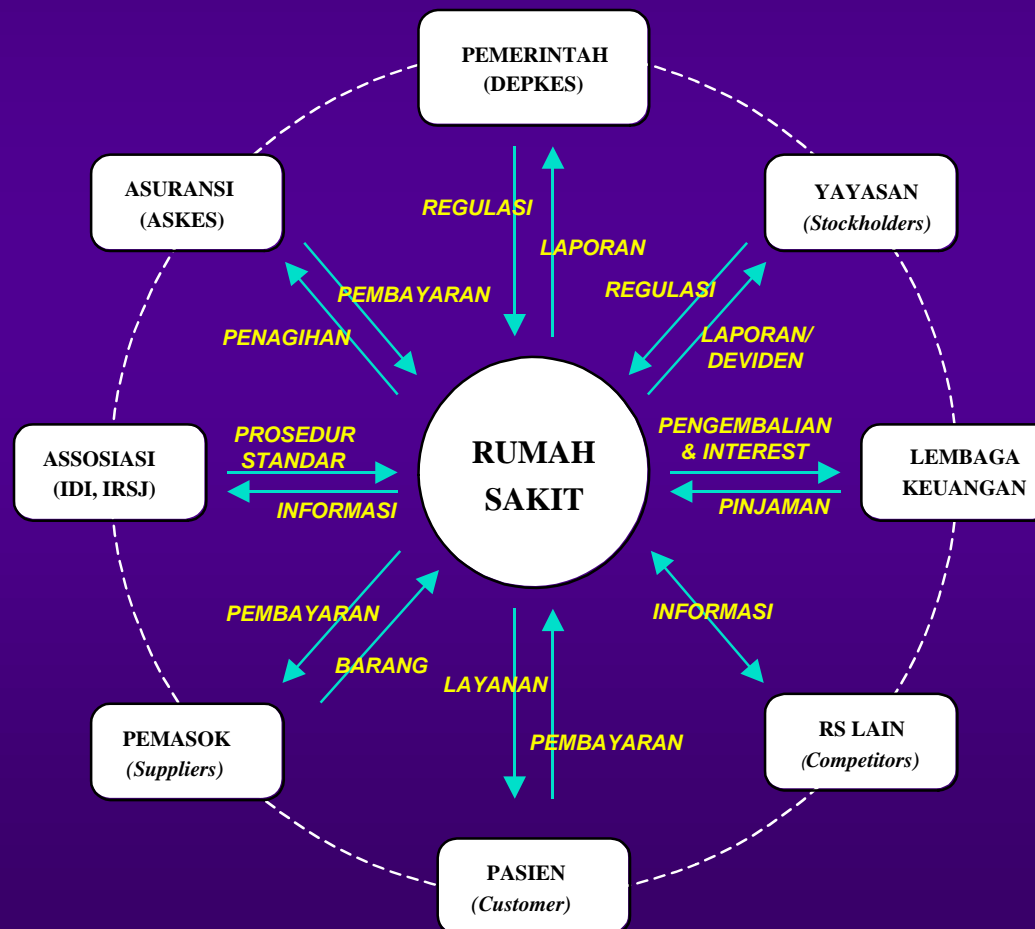 PEMERINTAH
(DEPKES)
ASURANSI
(ASKES)
YAYASAN
(Stockholders)
REGULASI
LAPORAN
PEMBAYARAN
PENAGIHAN
REGULASI
LAPORAN/
DEVIDEN
ASSOSIASI
(IDI, IRSJ)
PROSEDUR
STANDAR
INFORMASI
RUMAH
SAKIT
PENGEMBALIAN
& INTEREST
PINJAMAN
LEMBAGA
KEUANGAN
PEMBAYARAN
BARANG
LAYANAN
PEMBAYARAN
INFORMASI
PEMASOK
(Suppliers)
RS LAIN
(Competitors)
PASIEN
(Customer)